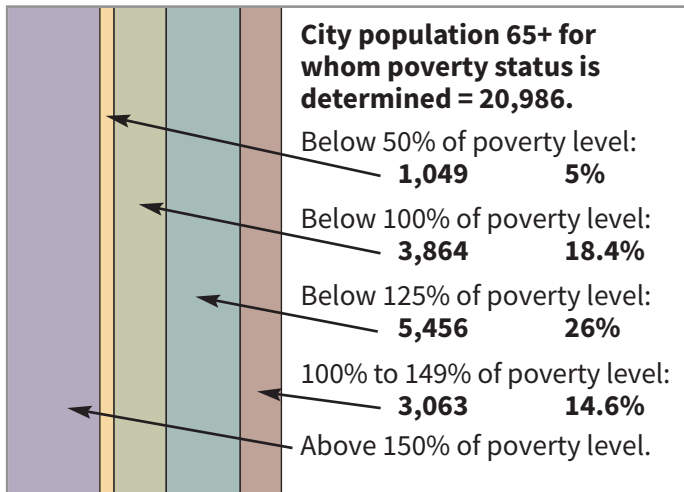 City population 65+ for
whom poverty status is
determined = 20,986.
Below 50% of poverty level:
1,049 5%
Below 100% of poverty level:
3,864 18.4%
Below 125% of poverty level:
5,456 26%
100% to 149% of poverty level:
3,063 14.6%
Above 150% of poverty level.